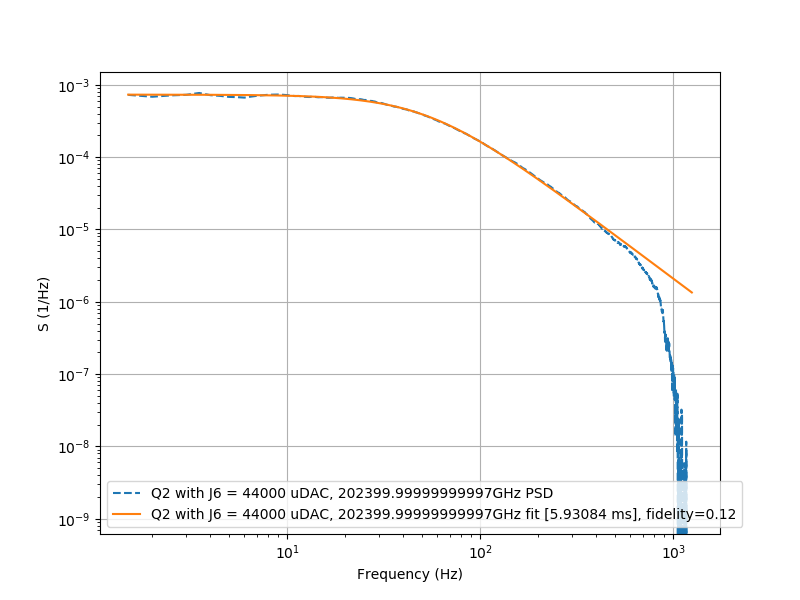 10⁻³
10⁻⁴
10⁻⁵
10⁻⁶
10⁻⁷
10⁻⁸
10⁻⁹
S (1/Hz)
Q2 with J6 = 44000 uDAC, 202399.99999999997GHz PSD
Q2 with J6 = 44000 uDAC, 202399.99999999997GHz fit [5.93084 ms], fidelity=0.12
10¹ 10² 10³
Frequency (Hz)